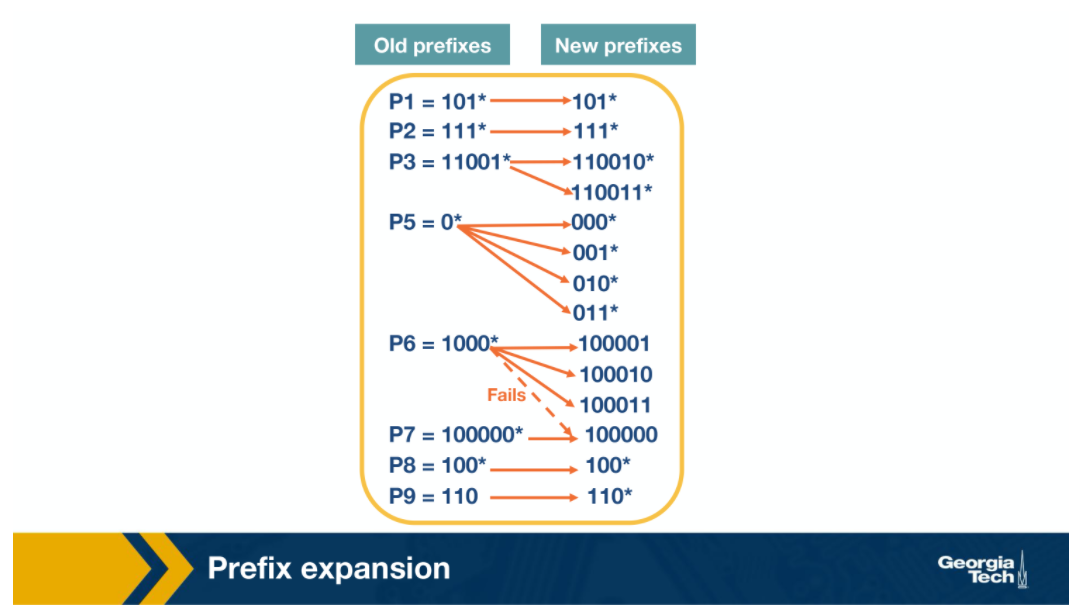 Old prefixes New prefixes
P1 = 101* 101*
P2 = 111* 111*
P3 = 11001* 110010*
110011*
P5 = 0* 000*
001*
010*
011*
P6 = 1000* 100001
100010
Fails 100011
P7 = 100000* 100000
P8 = 100* 100*
P9 = 110 110*
Prefix expansion
Georgia
Tech